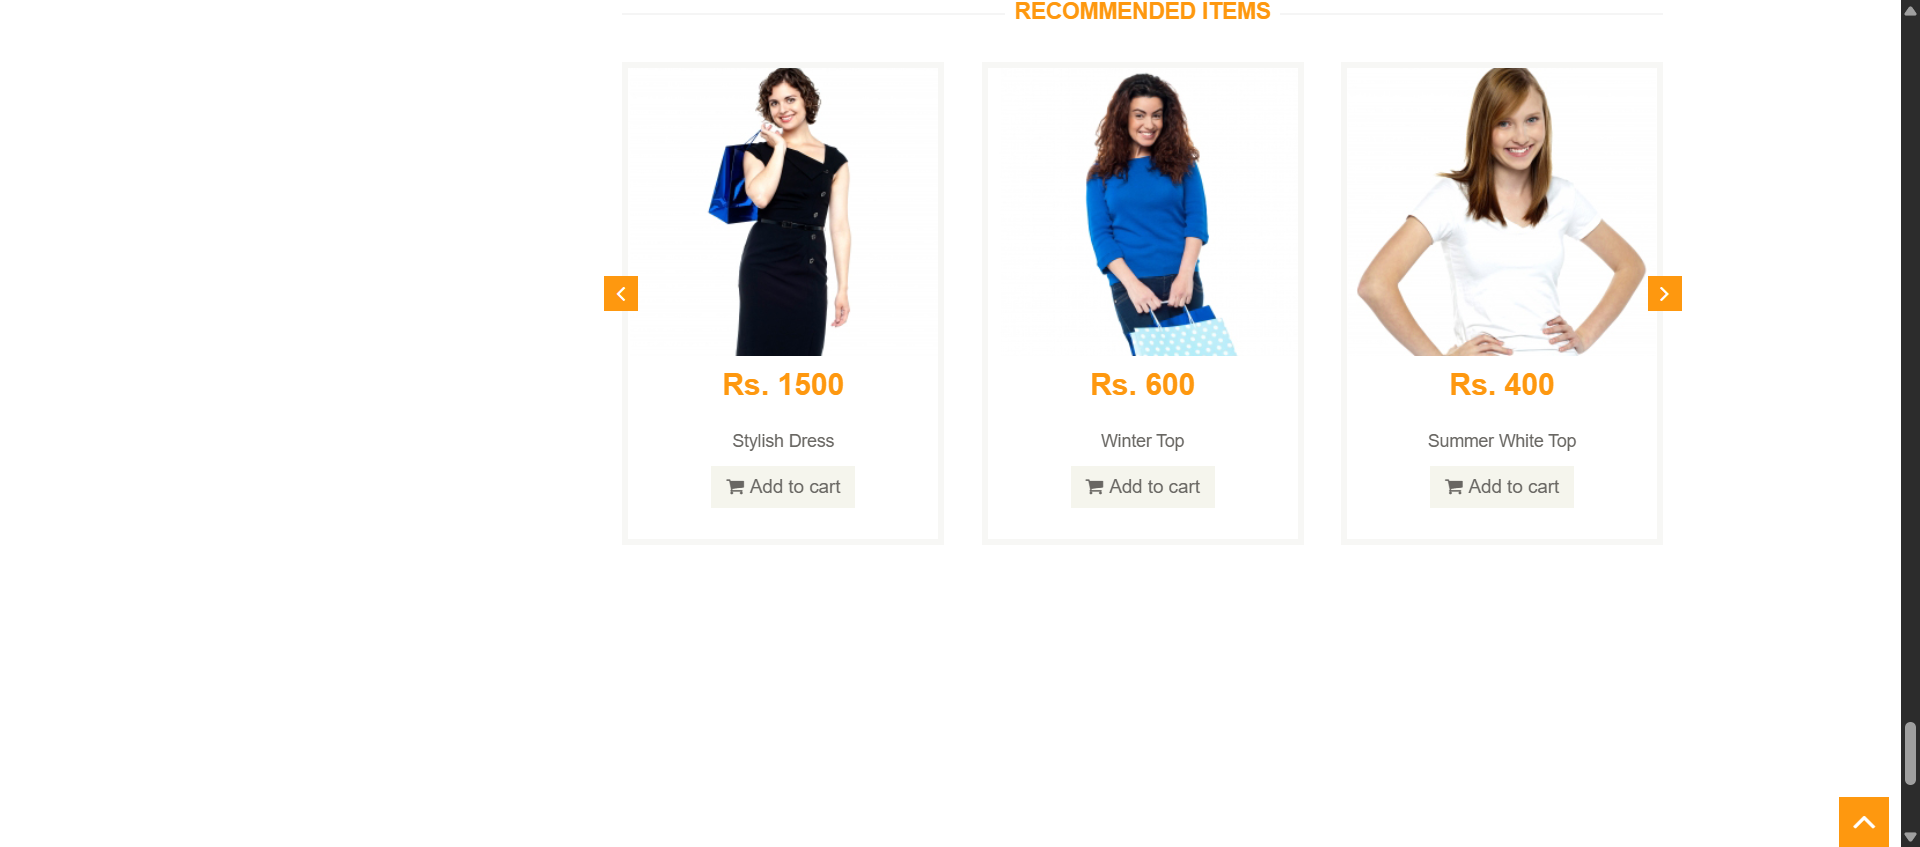 RECOMMENDED ITEMS
Rs. 1500
Stylish Dress
Add to cart
Rs. 600
Winter Top
Add to cart
Rs. 400
Summer White Top
Add to cart